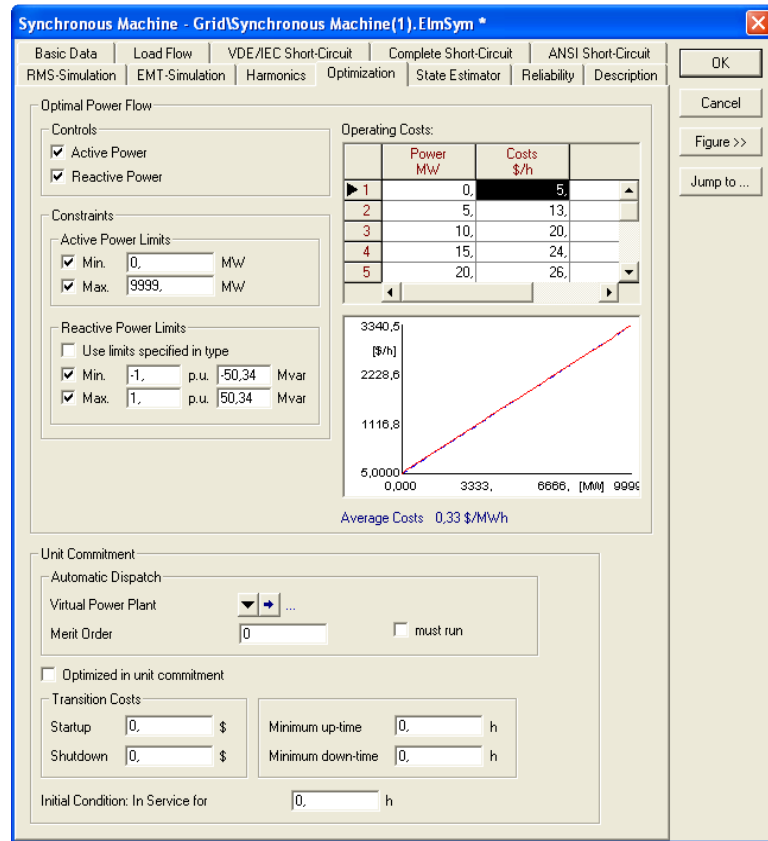 Synchronous Machine - Grid\Synchronous Machine(1).ElmSym *
Basic Data Load Flow VDE/IEC Short-Circuit Complete Short-Circuit ANSI Short-Circuit
RMS-Simulation EMT-Simulation Harmonics Optimization State Estimator Reliability Description
OK
Cancel
Figure >>
Jump to ...
Optimal Power Flow
Controls
Active Power
Reactive Power
Constraints
Active Power Limits
Min. 0, MW
Max. 9999, MW
Reactive Power Limits
Use limits specified in type
Min. -1, p.u. -50,34 Mvar
Max. 1, p.u. 50,34 Mvar
Operating Costs:
Power Costs
MW $/h
1 0, 5,
2 5, 13,
3 10, 20,
4 15, 24,
5 20, 26,
3340,5
[$/h]
2228,6
1116,8
5,0000
0,000 3333, 6666, [MW] 9999
Average Costs 0,33 $/MWh
Unit Commitment
Automatic Dispatch
Virtual Power Plant ...
Merit Order 0 must run
Optimized in unit commitment
Transition Costs
Startup 0, $ Minimum up-time 0, h
Shutdown 0, $ Minimum down-time 0, h
Initial Condition: In Service for 0, h